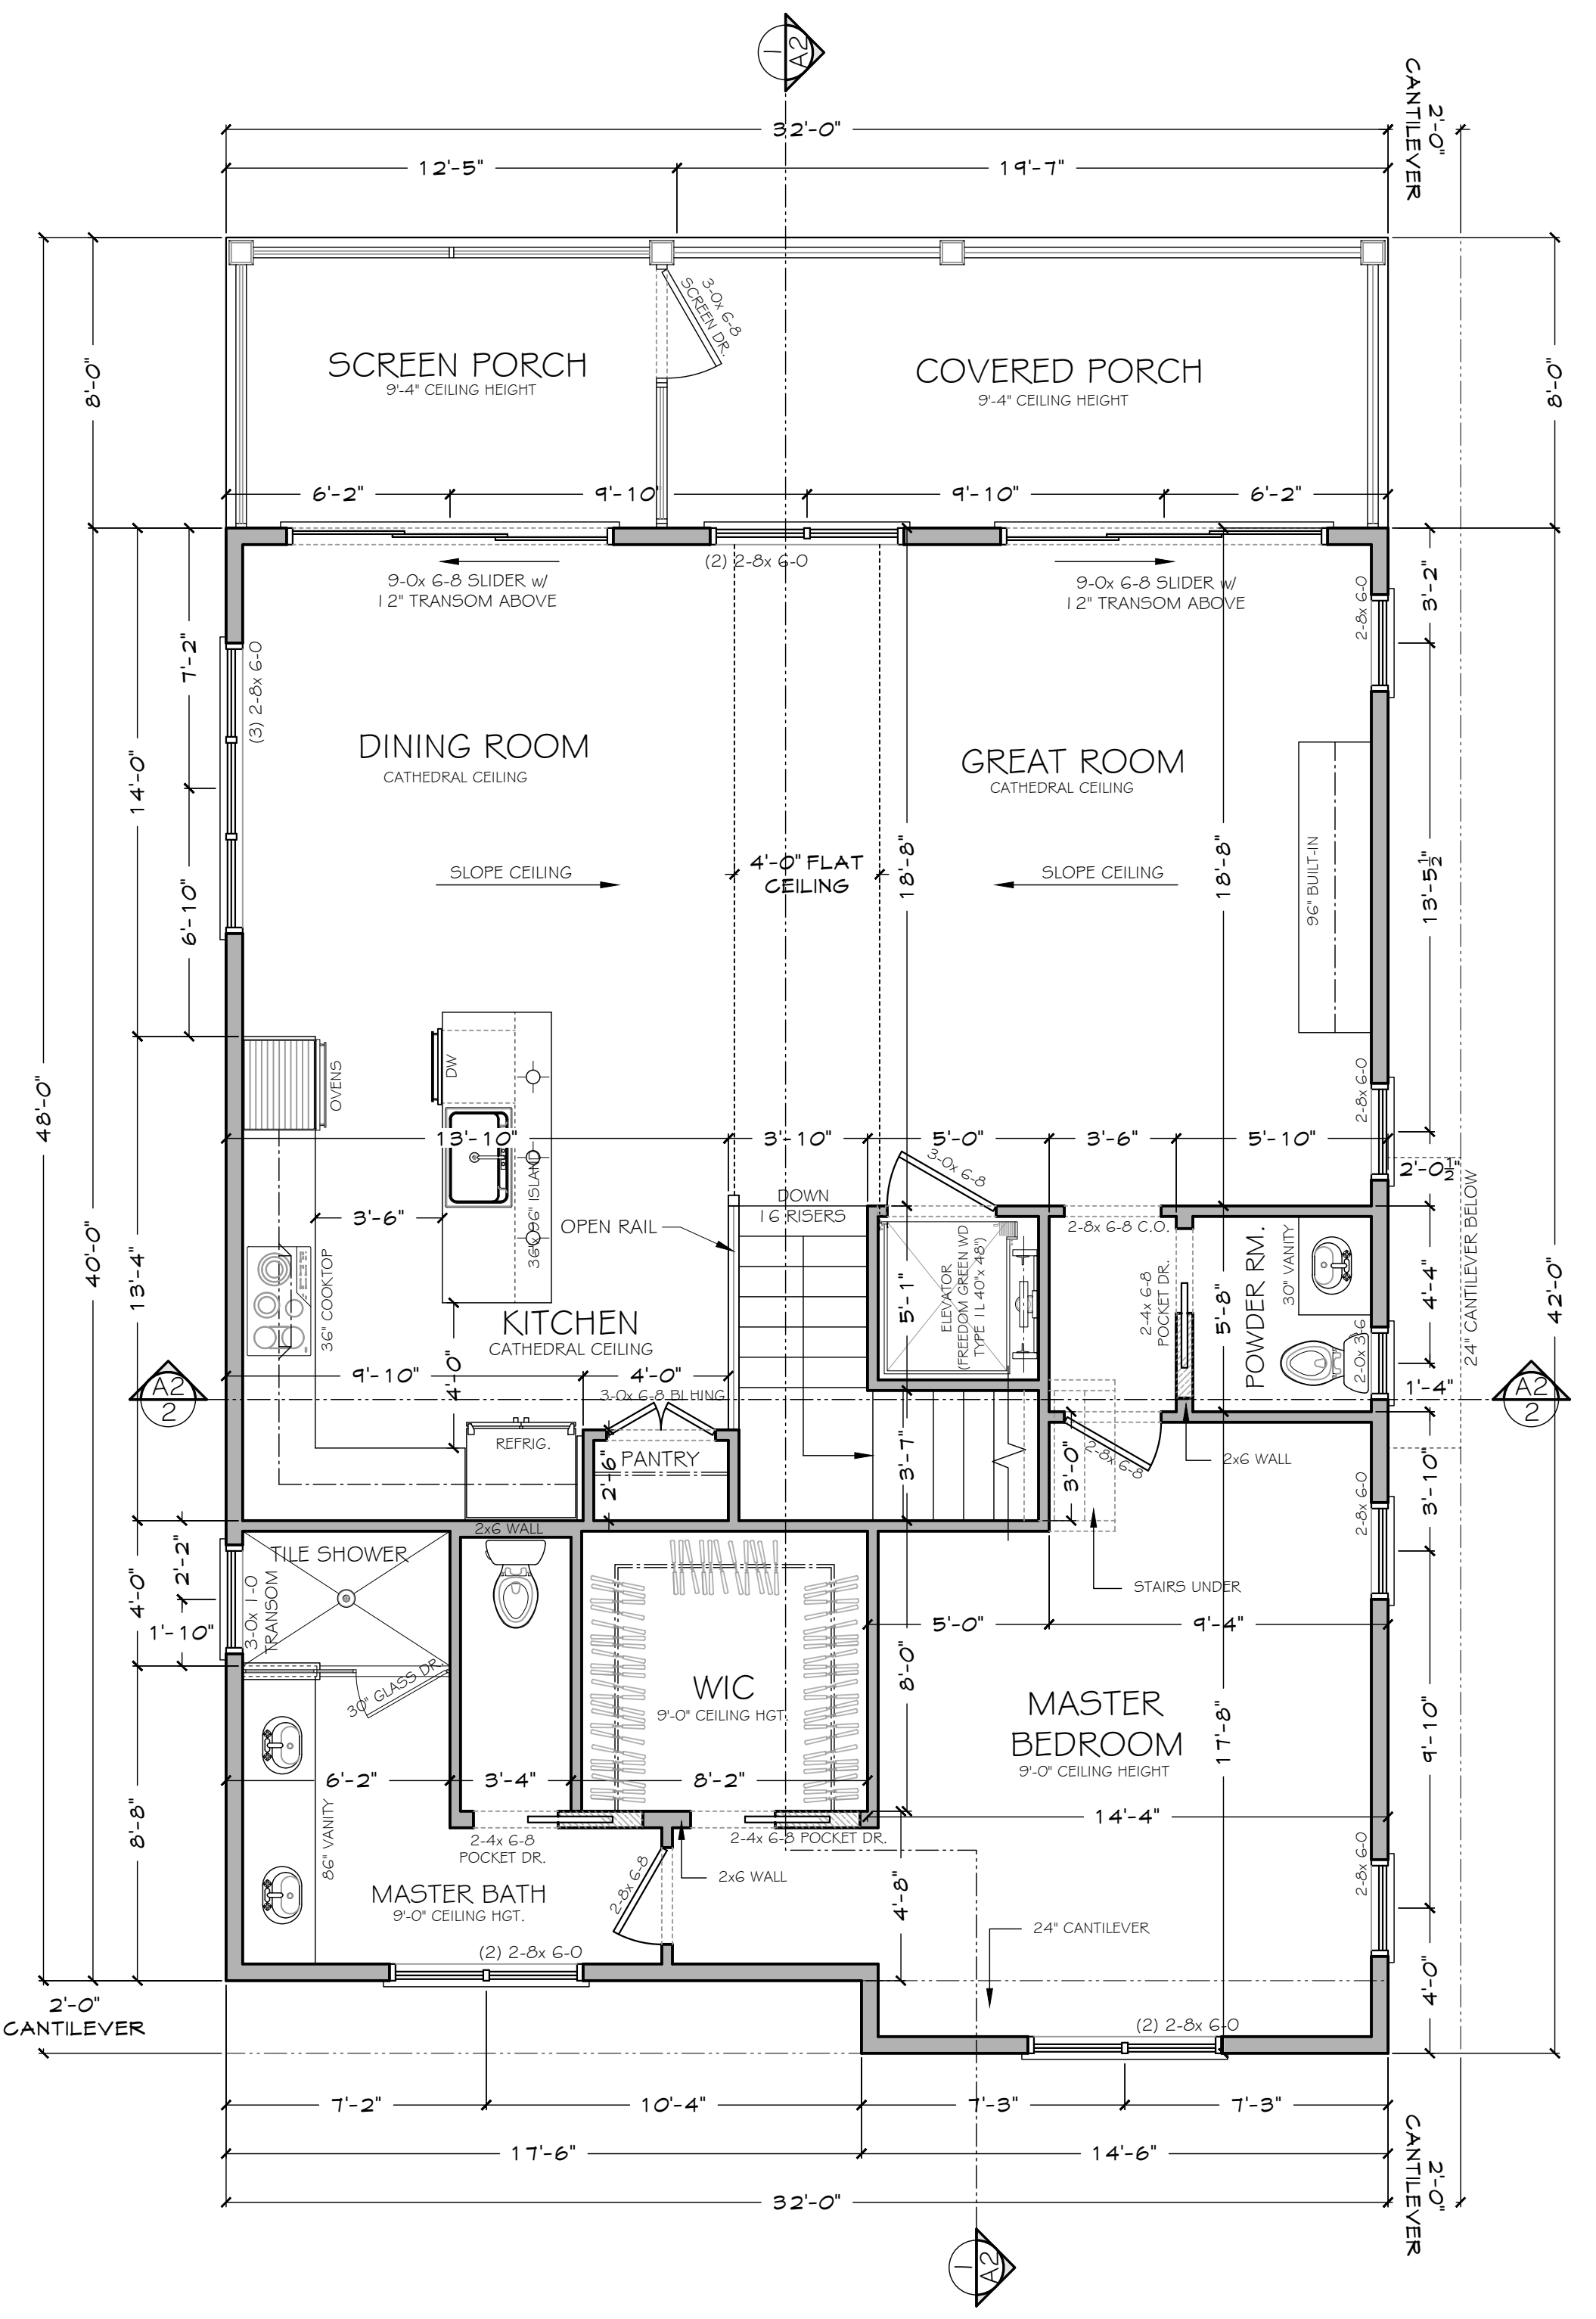 1
A2
32'-0"
2'-0"
CANTILEVER
12'-5"
19'-7"
3-0x 6-8
SCREEN DR.
SCREEN PORCH
9'-4" CEILING HEIGHT
COVERED PORCH
9'-4" CEILING HEIGHT
8'-0"
8'-0"
6'-2"
9'-10"
9'-10"
6'-2"
(2) 2-8x 6-0
9-0x 6-8 SLIDER w/
12" TRANSOM ABOVE
9-0x 6-8 SLIDER w/
12" TRANSOM ABOVE
2-8x 6-0
3'-2"
7'-2"
(3) 2-8x 6-0
14'-0"
DINING ROOM
CATHEDRAL CEILING
GREAT ROOM
CATHEDRAL CEILING
SLOPE CEILING
4'-0" FLAT
CEILING
18'-8"
SLOPE CEILING
18'-8"
96" BUILT-IN
13'-5½"
6'-10"
48'-0"
40'-0"
13'-4"
OVENS
DW
2-8x 6-0
13'-10"
3'-10"
5'-0"
3'-6"
5'-10"
2'-0½"
3-0x 6-8
36"x96" ISLAND
3'-6"
OPEN RAIL
DOWN
16 RISERS
2-8x 6-8 C.O.
36" COOKTOP
KITCHEN
CATHEDRAL CEILING
5'-1"
ELEVATOR
(FREEDOM GREEN WD
TYPE 1L 40"x 48")
2-4x 6-8
POCKET DR.
5'-8"
POWDER RM.
30" VANITY
2-0x 3-6
4'-4"
24" CANTILEVER BELOW
42'-0"
A2
2
9'-10"
4'-0"
4'-0"
3-0x 6-8 BI-HING
1'-4"
A2
2
REFRIG.
PANTRY
2'-6"
3'-7"
3'-0"
2-8x 6-8
2x6 WALL
2-8x 6-0
3'-10"
2x6 WALL
TILE SHOWER
2'-2"
4'-0"
1'-10"
3-0x 1-0
TRANSOM
STAIRS UNDER
5'-0"
9'-4"
30" GLASS DR.
WIC
9'-0" CEILING HGT.
8'-0"
MASTER
BEDROOM
9'-0" CEILING HEIGHT
17'-8"
9'-10"
6'-2"
3'-4"
8'-2"
14'-4"
8'-8"
86" VANITY
2-4x 6-8
POCKET DR.
2-4x 6-8 POCKET DR.
2x6 WALL
2-8x 6-8
4'-8"
2-8x 6-0
MASTER BATH
9'-0" CEILING HGT.
(2) 2-8x 6-0
24" CANTILEVER
4'-0"
2'-0"
CANTILEVER
(2) 2-8x 6-0
7'-2"
10'-4"
7'-3"
7'-3"
17'-6"
14'-6"
32'-0"
2'-0"
CANTILEVER
1
A2